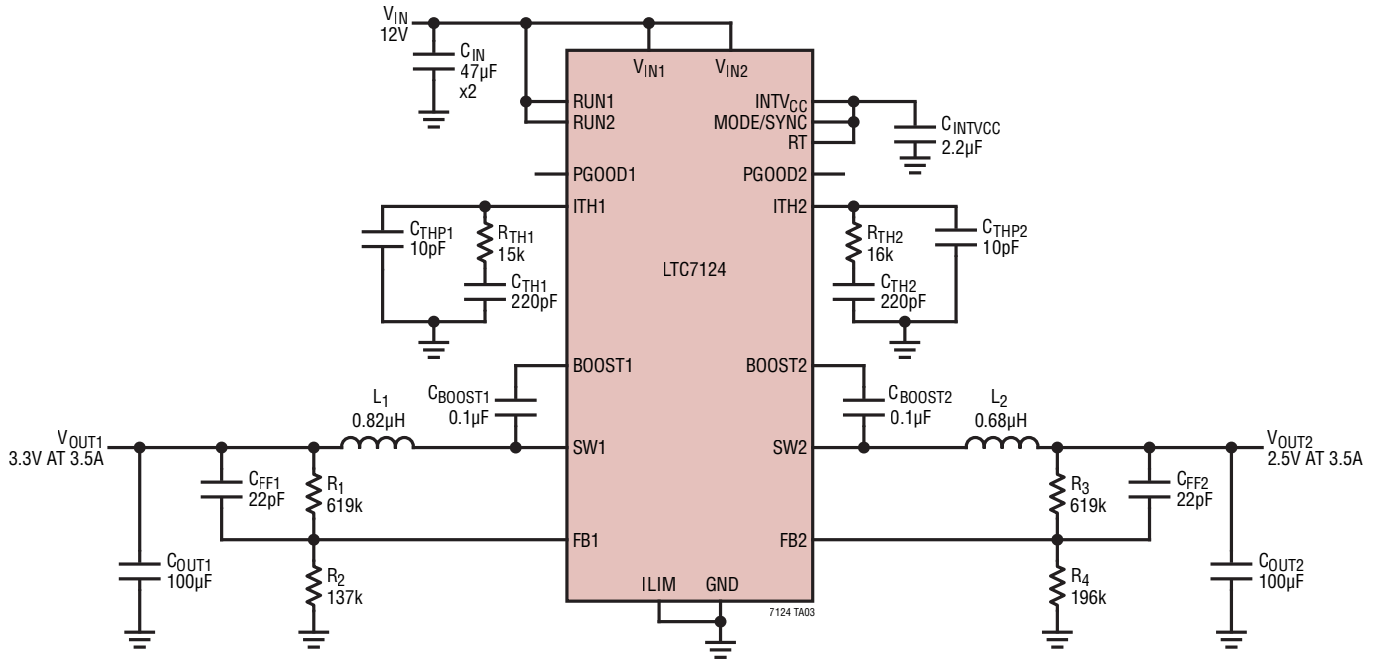 VIN
12V
CIN
47µF
x2
VIN1
VIN2
RUN1
RUN2
INTVCC
MODE/SYNC
RT
CINTVCC
2.2µF
PGOOD1
PGOOD2
ITH1
ITH2
CTHP1
10pF
RTH1
15k
CTH1
220pF
LTC7124
RTH2
16k
CTH2
220pF
CTHP2
10pF
BOOST1
BOOST2
CBOOST1
0.1µF
CBOOST2
0.1µF
L1
0.82µH
L2
0.68µH
VOUT1
3.3V AT 3.5A
SW1
SW2
VOUT2
2.5V AT 3.5A
CFF1
22pF
R1
619k
R3
619k
CFF2
22pF
FB1
FB2
COUT1
100µF
R2
137k
ILIM
GND
R4
196k
COUT2
100µF
7124 TA03